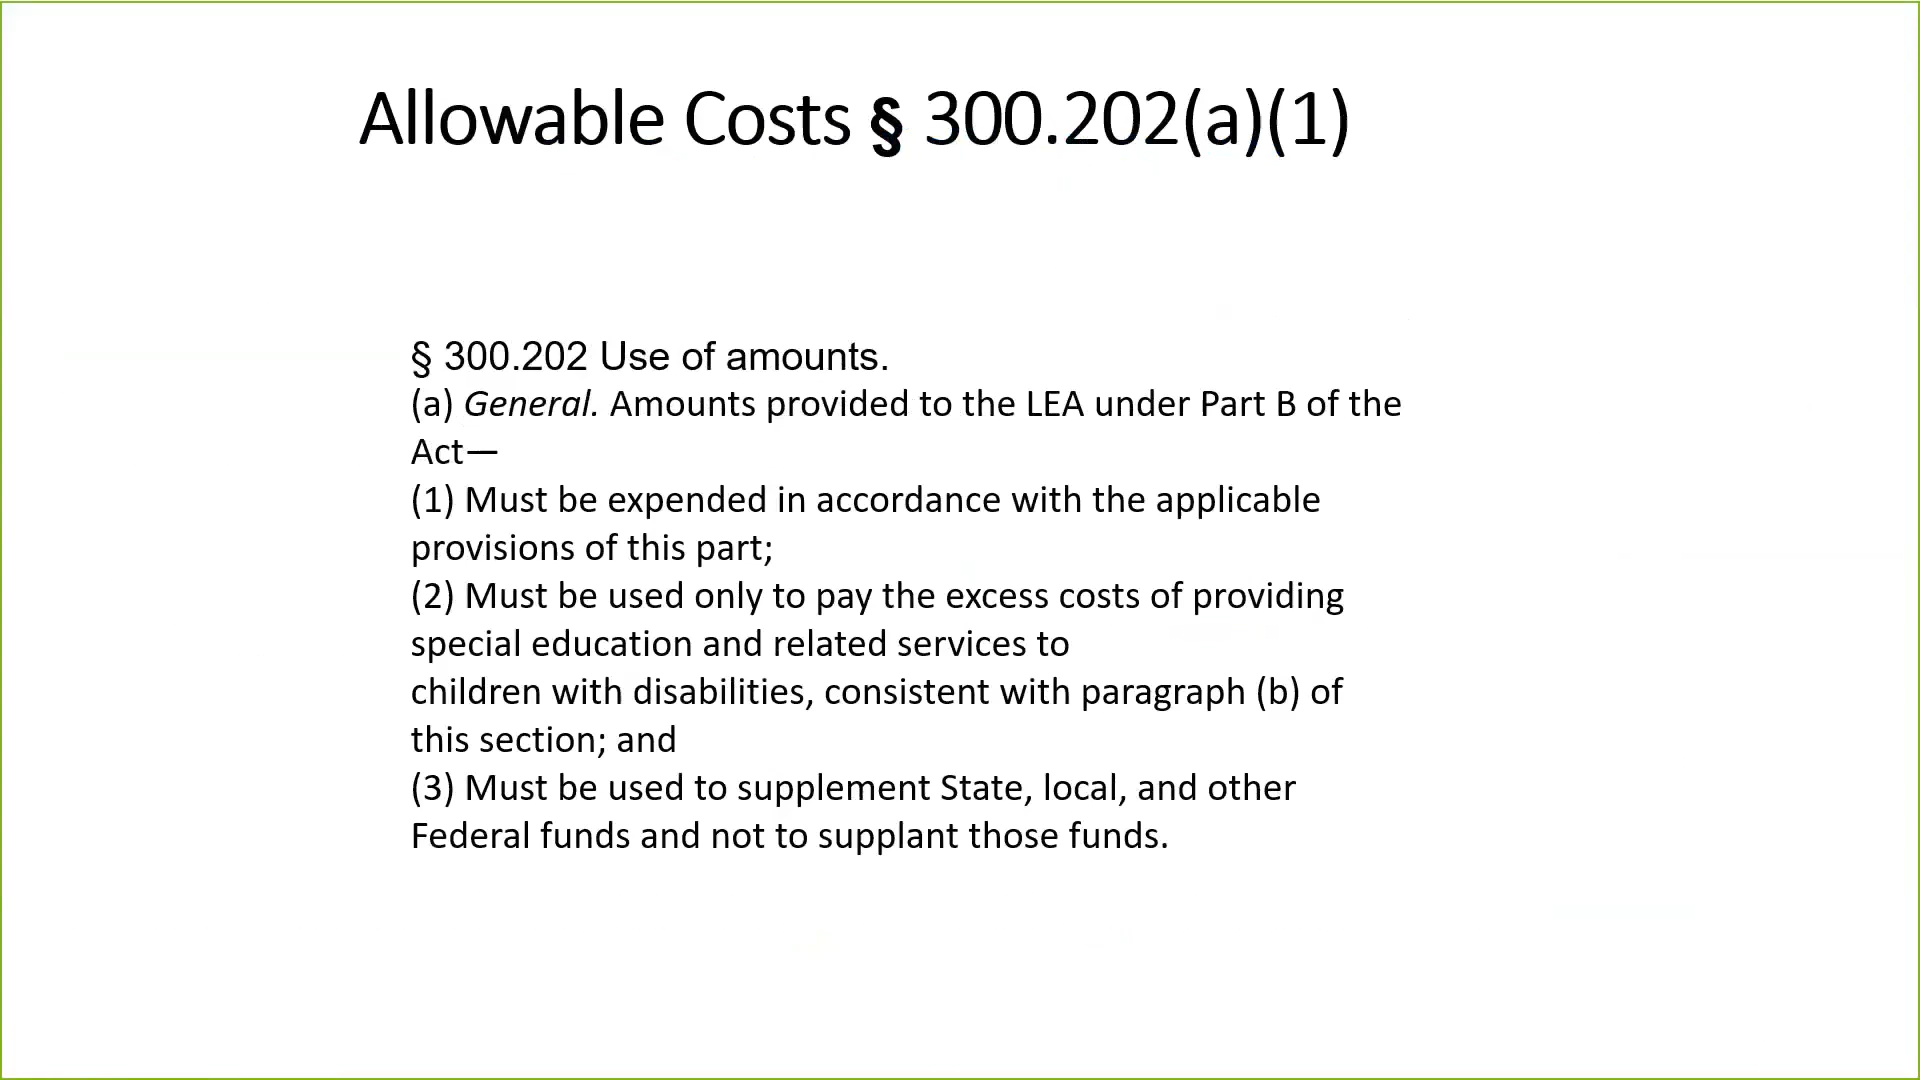 Allowable Costs § 300.202(a)(1)
§ 300.202 Use of amounts.
(a) General. Amounts provided to the LEA under Part B of the
Act—
(1) Must be expended in accordance with the applicable
provisions of this part;
(2) Must be used only to pay the excess costs of providing
special education and related services to
children with disabilities, consistent with paragraph (b) of
this section; and
(3) Must be used to supplement State, local, and other
Federal funds and not to supplant those funds.